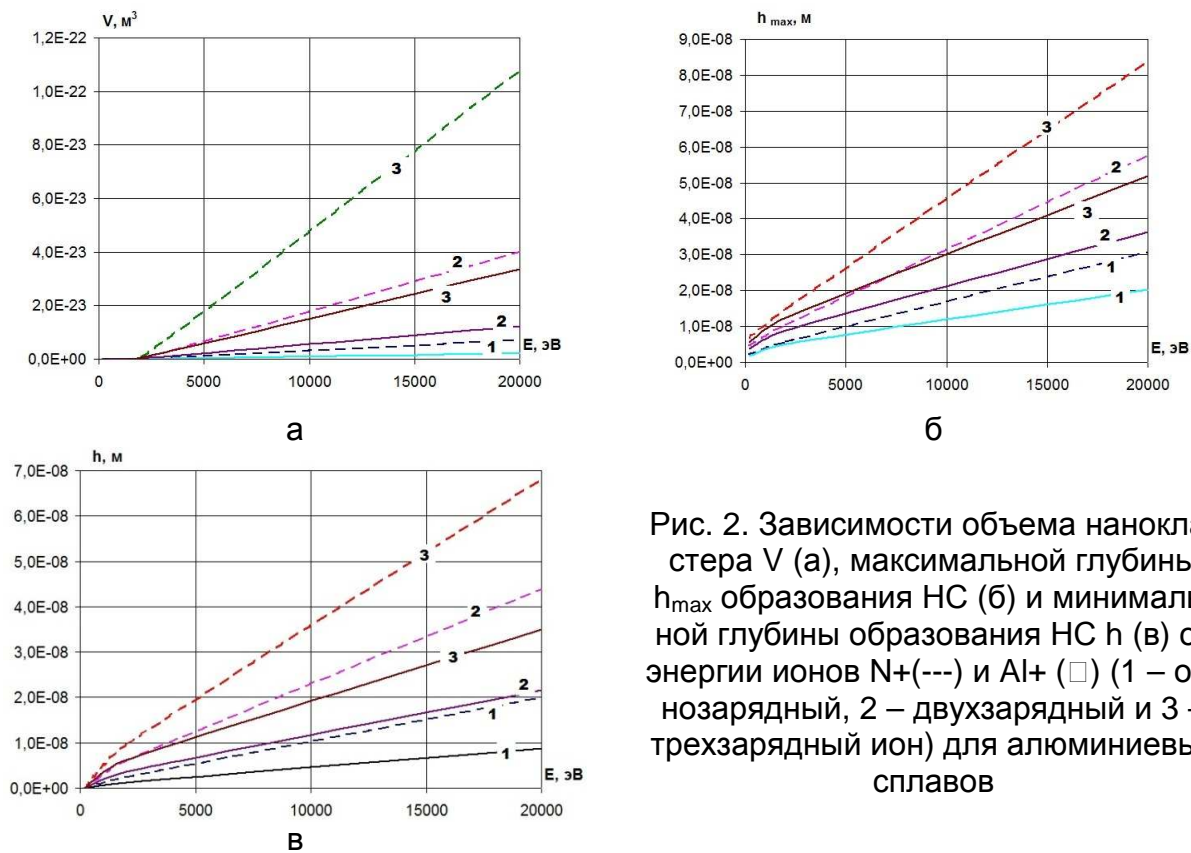 V, м³
1,2E-22
1,0E-22
8,0E-23
6,0E-23
4,0E-23
2,0E-23
0,0E+00
3
2
3
2
1
E, эВ
0
5000
10000
15000
20000
а
h max, м
9,0E-08
8,0E-08
7,0E-08
6,0E-08
5,0E-08
4,0E-08
3,0E-08
2,0E-08
1,0E-08
0,0E+00
3
2
3
2
1
1
E, эВ
0
5000
10000
15000
20000
б
h, м
7,0E-08
6,0E-08
5,0E-08
4,0E-08
3,0E-08
2,0E-08
1,0E-08
0,0E+00
3
2
3
2
1
1
E, эВ
0
5000
10000
15000
20000
в
Рис. 2. Зависимости объема нанокла
стера V (а), максимальной глубины
hmax образования НС (б) и минималь
ной глубины образования НС h (в) о
энергии ионов N+(---) и Al+ (□) (1 – о
нозарядный, 2 – двухзарядный и 3 -
трехзарядный ион) для алюминиевы
сплавов